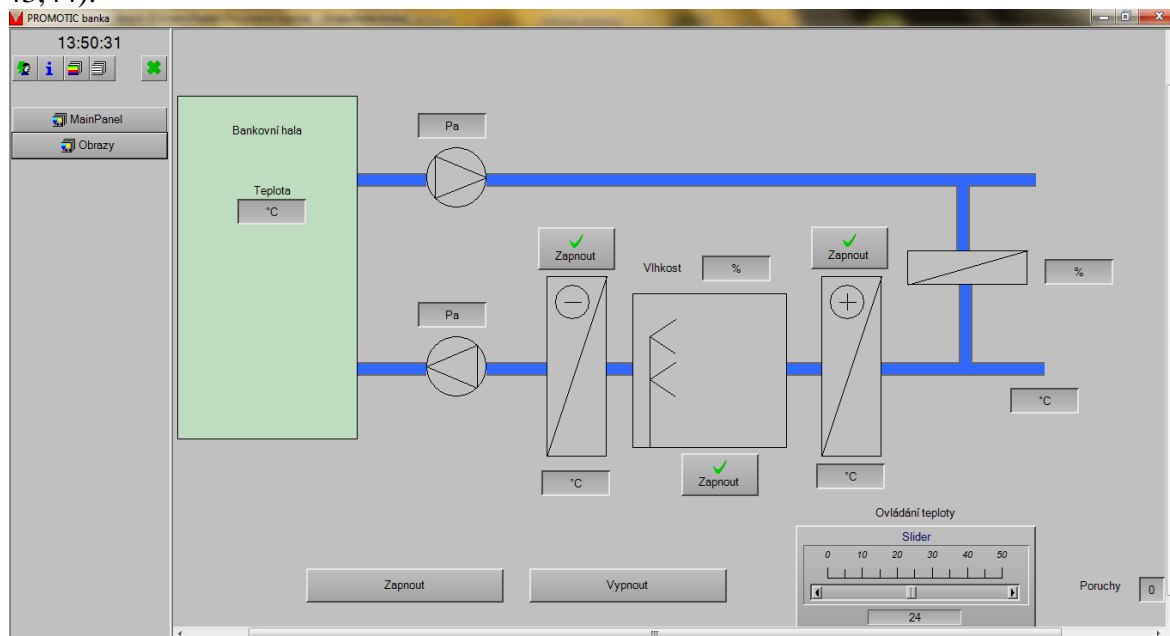 PROMOTIC banka
13:50:31
MainPanel
Obrazy
Bankovní hala
Teplota
°C
Pa
Pa
Zapnout
Vlhkost
%
Zapnout
%
°C
°C
Zapnout
°C
Ovládání teploty
Slider
0 10 20 30 40 50
24
Zapnout
Vypnout
Poruchy
0